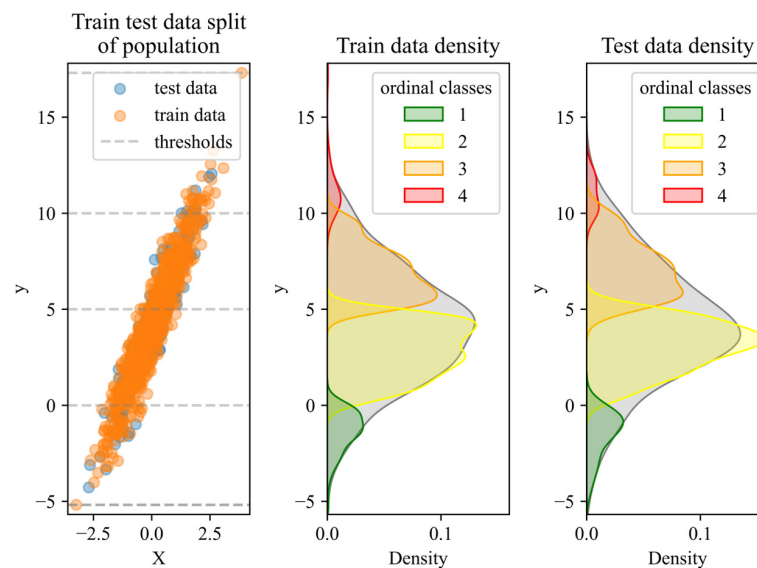 Train test data split
of population
test data
train data
thresholds
y
15
10
5
0
−5
−2.5
0.0
2.5
X
Train data density
ordinal classes
1
2
3
4
y
15
10
5
0
−5
0.0
0.1
Density
Test data density
ordinal classes
1
2
3
4
y
15
10
5
0
−5
0.0
0.1
Density